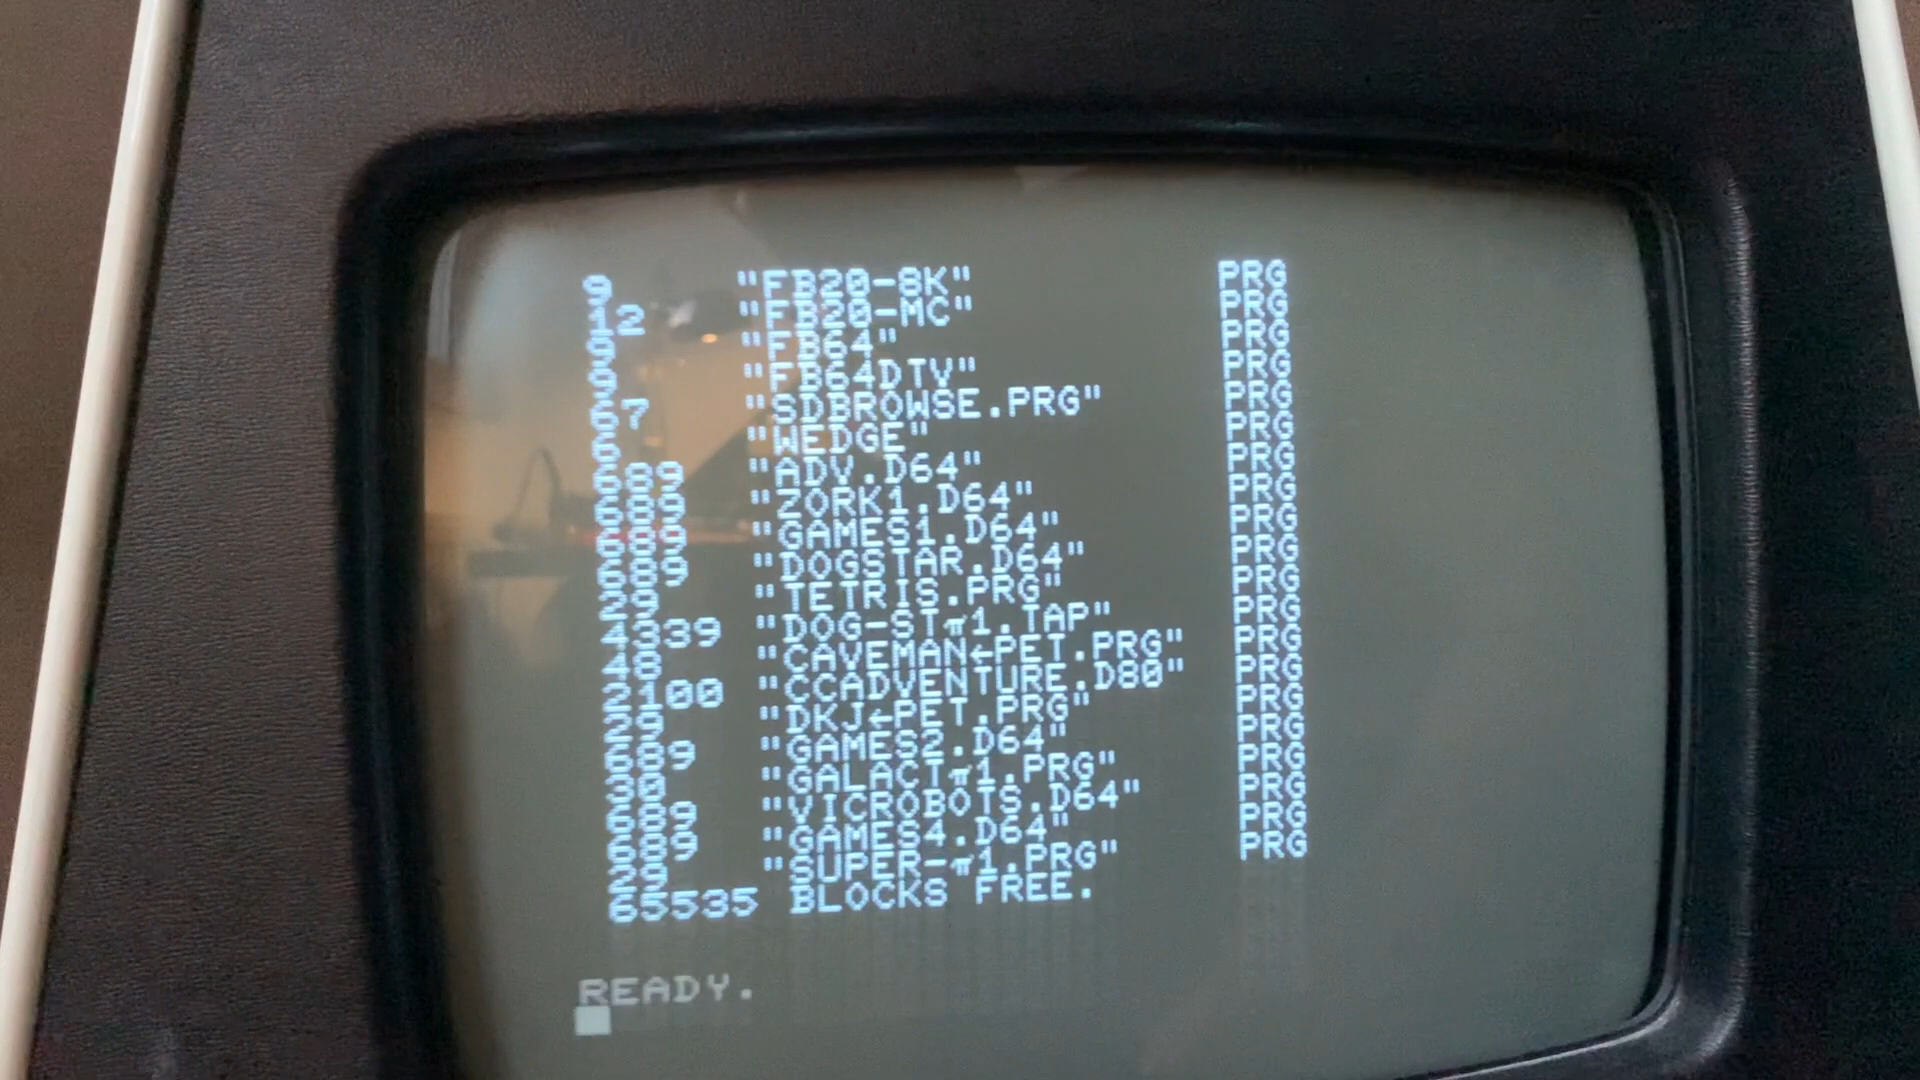 9 "FB20-8K" PRG
12 "FB20-MC" PRG
9 "FB64" PRG
9 "FB64DTV" PRG
67 "SDBROWSE.PRG" PRG
6 "WEDGE" PRG
689 "ADV.D64" PRG
689 "ZORK1.D64" PRG
689 "GAMES1.D64" PRG
689 "DOGSTAR.D64" PRG
29 "TETRIS.PRG" PRG
4339 "DOG-STπ1.TAP" PRG
48 "CAVEMAN←PET.PRG" PRG
2100 "CCADVENTURE.D80" PRG
29 "DKJ←PET.PRG" PRG
689 "GAMES2.D64" PRG
30 "GALACTπ1.PRG" PRG
689 "VICROBOTS.D64" PRG
689 "GAMES4.D64" PRG
29 "SUPER-π1.PRG" PRG
65535 BLOCKS FREE.
READY.